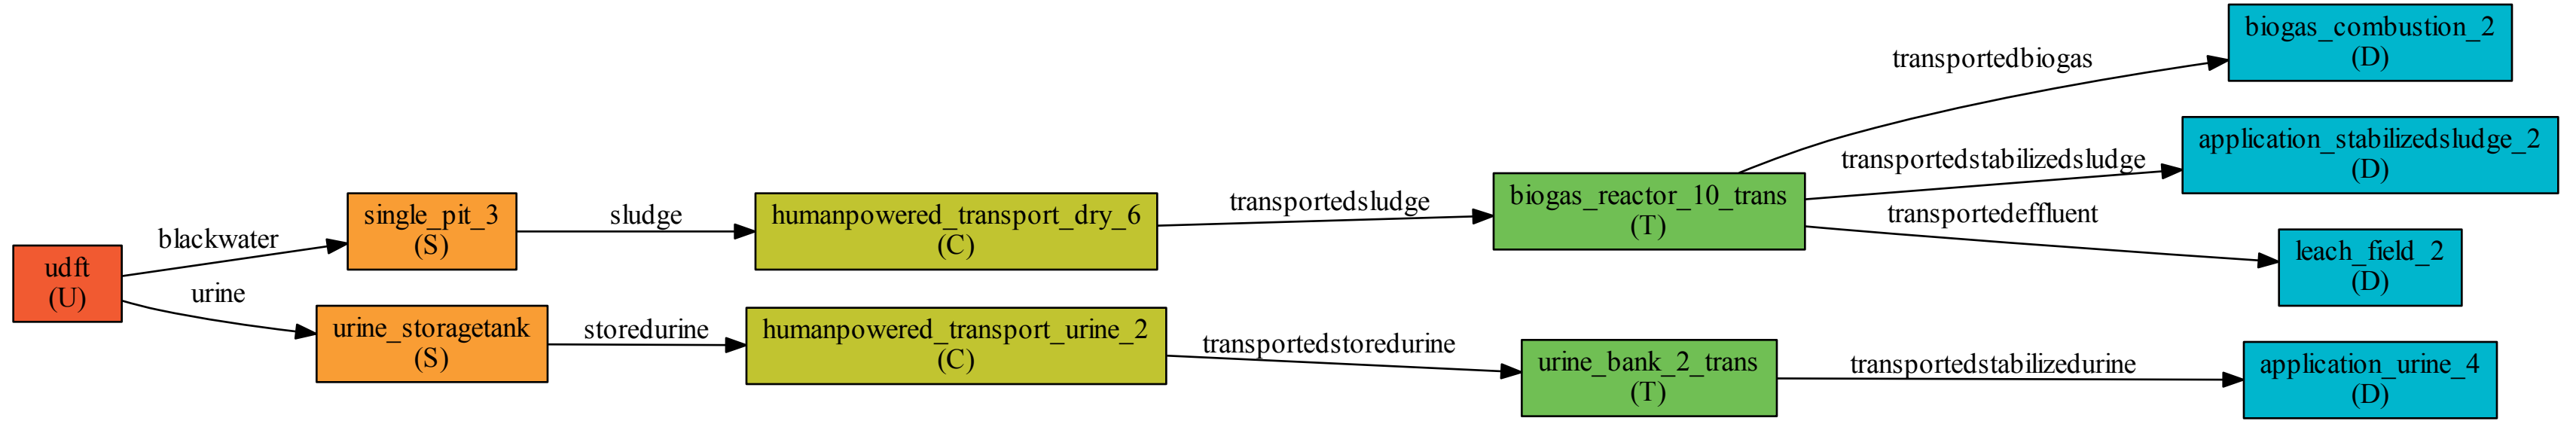 udft
(U)
blackwater
urine
single_pit_3
(S)
urine_storagetank
(S)
sludge
storedurine
humanpowered_transport_dry_6
(C)
humanpowered_transport_urine_2
(C)
transportedsludge
transportedstoredurine
biogas_reactor_10_trans
(T)
urine_bank_2_trans
(T)
transportedbiogas
transportedstabilizedsludge
transportedeffluent
transportedstabilizedurine
biogas_combustion_2
(D)
application_stabilizedsludge_2
(D)
leach_field_2
(D)
application_urine_4
(D)